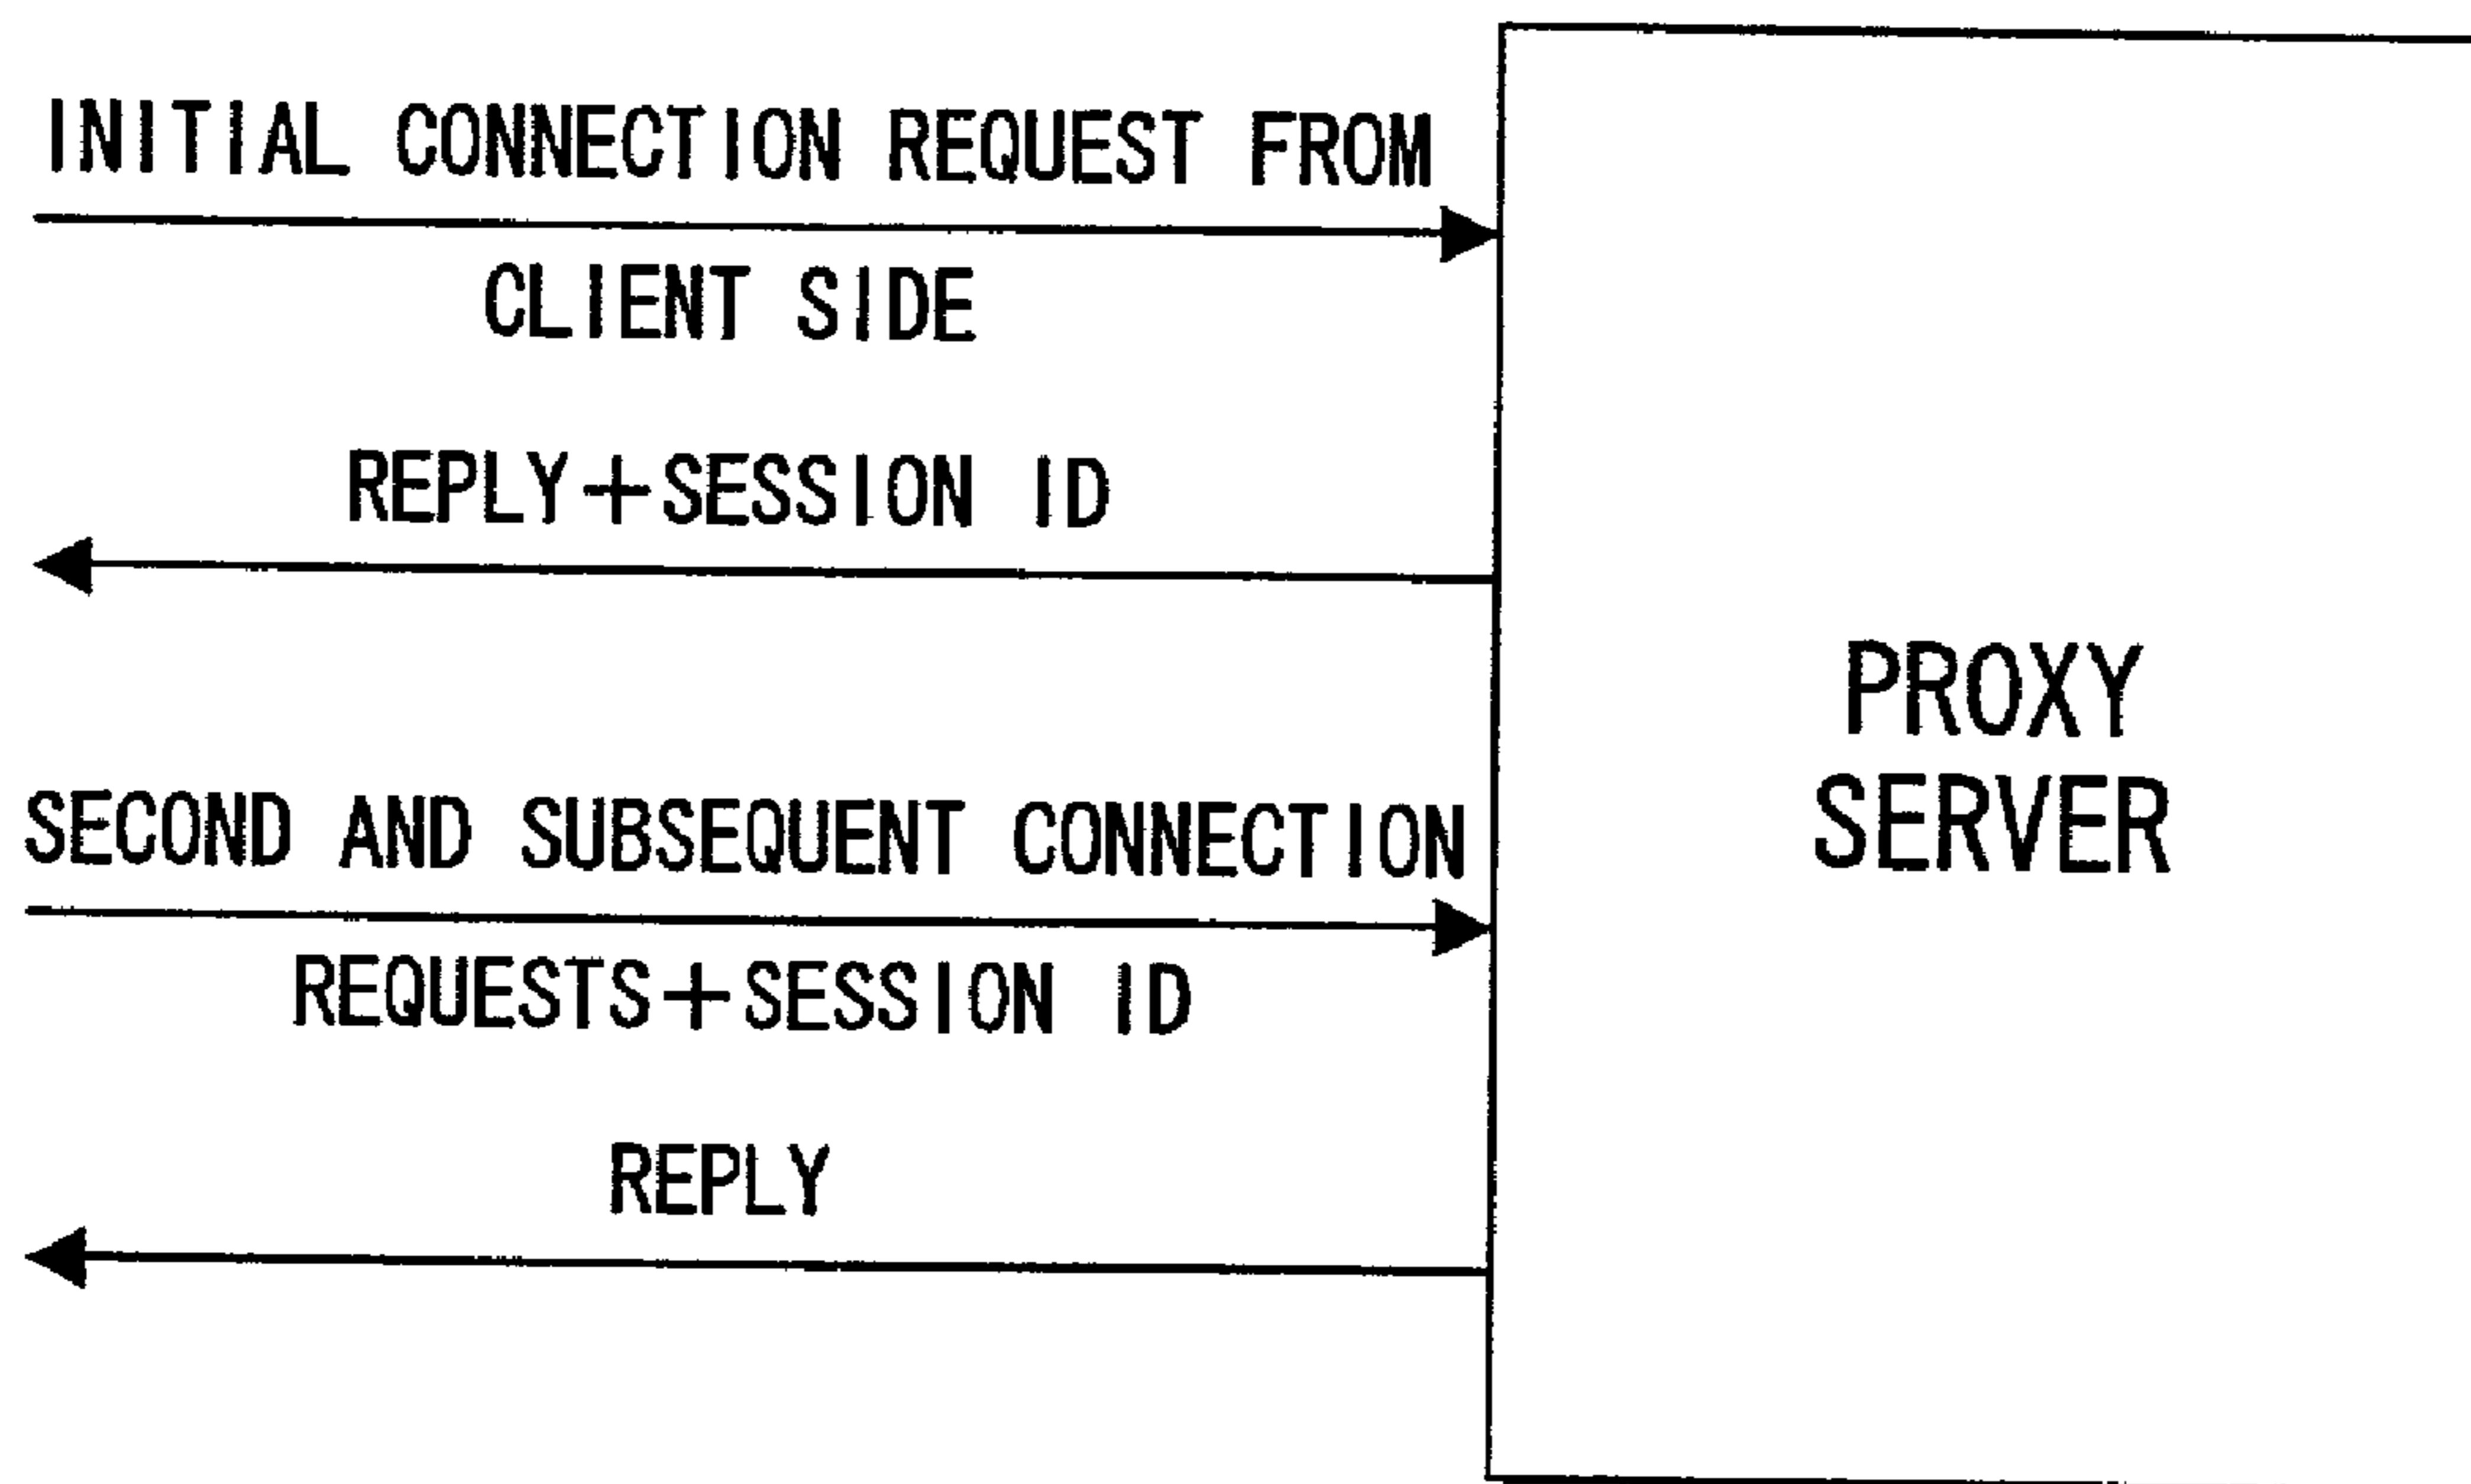 INITIAL CONNECTION REQUEST FROM
CLIENT SIDE
REPLY+SESSION ID
PROXY
SERVER
SECOND AND SUBSEQUENT CONNECTION
REQUESTS+SESSION ID
REPLY